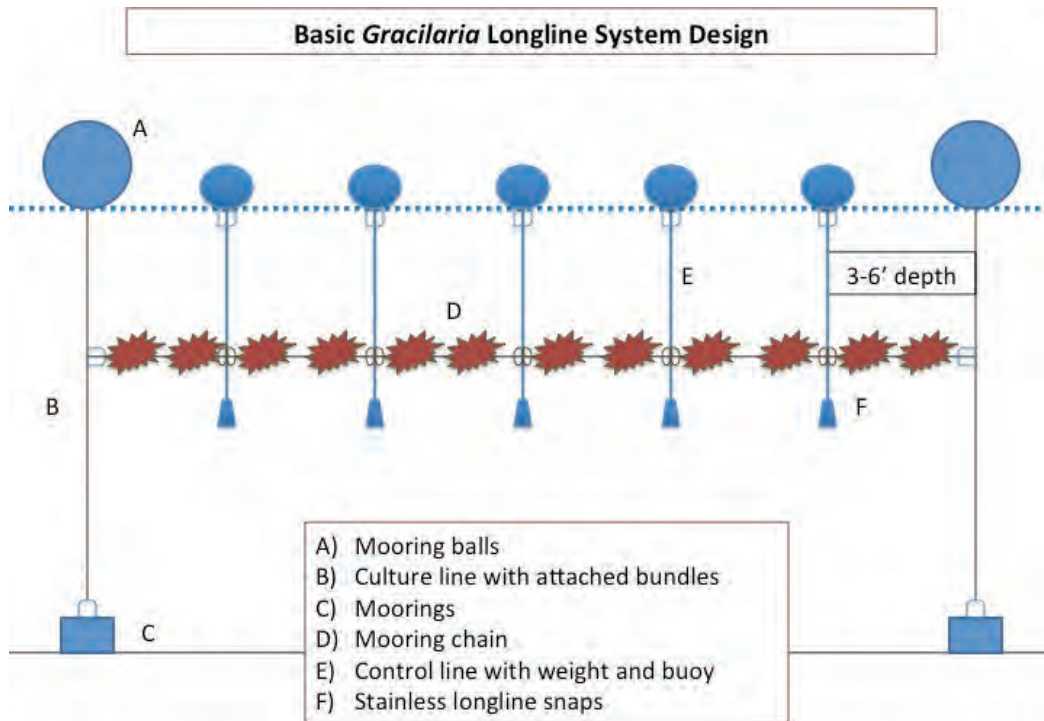 Basic Gracilaria Longline System Design
A
E
3-6' depth
D
B
F
C
A) Mooring balls
B) Culture line with attached bundles
C) Moorings
D) Mooring chain
E) Control line with weight and buoy
F) Stainless longline snaps